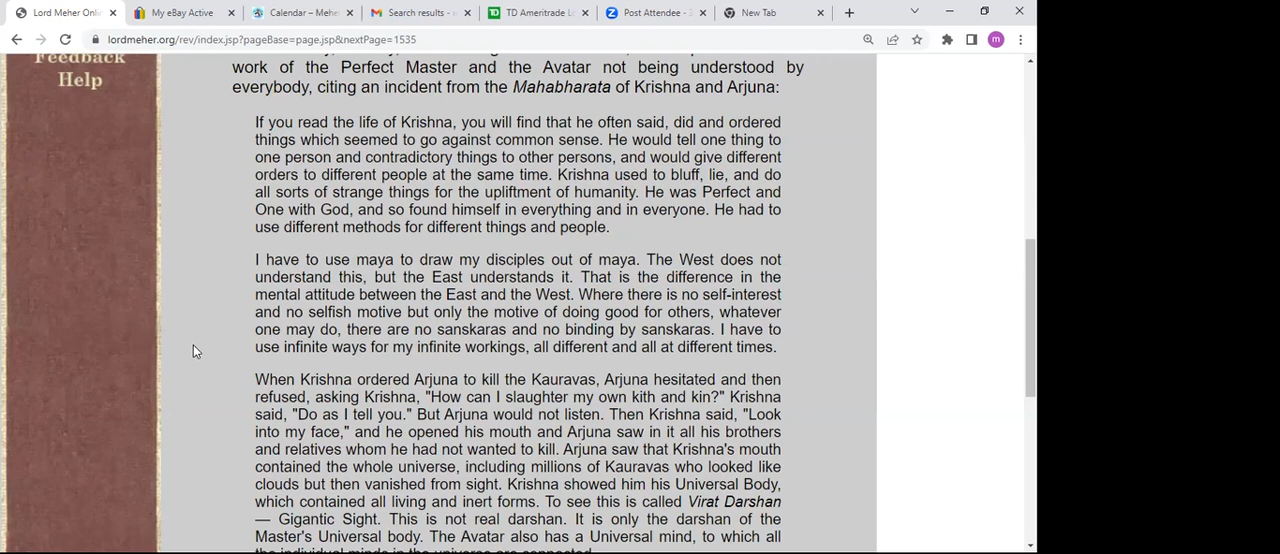 Lord Meher Onli
My eBay Active
Calendar – Mehe
Search results - e
TD Ameritrade Lo
Post Attendee - Z
New Tab
lordmeher.org/rev/index.jsp?pageBase=page.jsp&nextPage=1535
m
Feedback
Help
work of the Perfect Master and the Avatar not being understood by
everybody, citing an incident from the Mahabharata of Krishna and Arjuna:
If you read the life of Krishna, you will find that he often said, did and ordered
things which seemed to go against common sense. He would tell one thing to
one person and contradictory things to other persons, and would give different
orders to different people at the same time. Krishna used to bluff, lie, and do
all sorts of strange things for the upliftment of humanity. He was Perfect and
One with God, and so found himself in everything and in everyone. He had to
use different methods for different things and people.
I have to use maya to draw my disciples out of maya. The West does not
understand this, but the East understands it. That is the difference in the
mental attitude between the East and the West. Where there is no self-interest
and no selfish motive but only the motive of doing good for others, whatever
one may do, there are no sanskaras and no binding by sanskaras. I have to
use infinite ways for my infinite workings, all different and all at different times.
When Krishna ordered Arjuna to kill the Kauravas, Arjuna hesitated and then
refused, asking Krishna, "How can I slaughter my own kith and kin?" Krishna
said, "Do as I tell you." But Arjuna would not listen. Then Krishna said, "Look
into my face," and he opened his mouth and Arjuna saw in it all his brothers
and relatives whom he had not wanted to kill. Arjuna saw that Krishna's mouth
contained the whole universe, including millions of Kauravas who looked like
clouds but then vanished from sight. Krishna showed him his Universal Body,
which contained all living and inert forms. To see this is called Virat Darshan
— Gigantic Sight. This is not real darshan. It is only the darshan of the
Master's Universal body. The Avatar also has a Universal mind, to which all
the individual minds in the universe are connected.